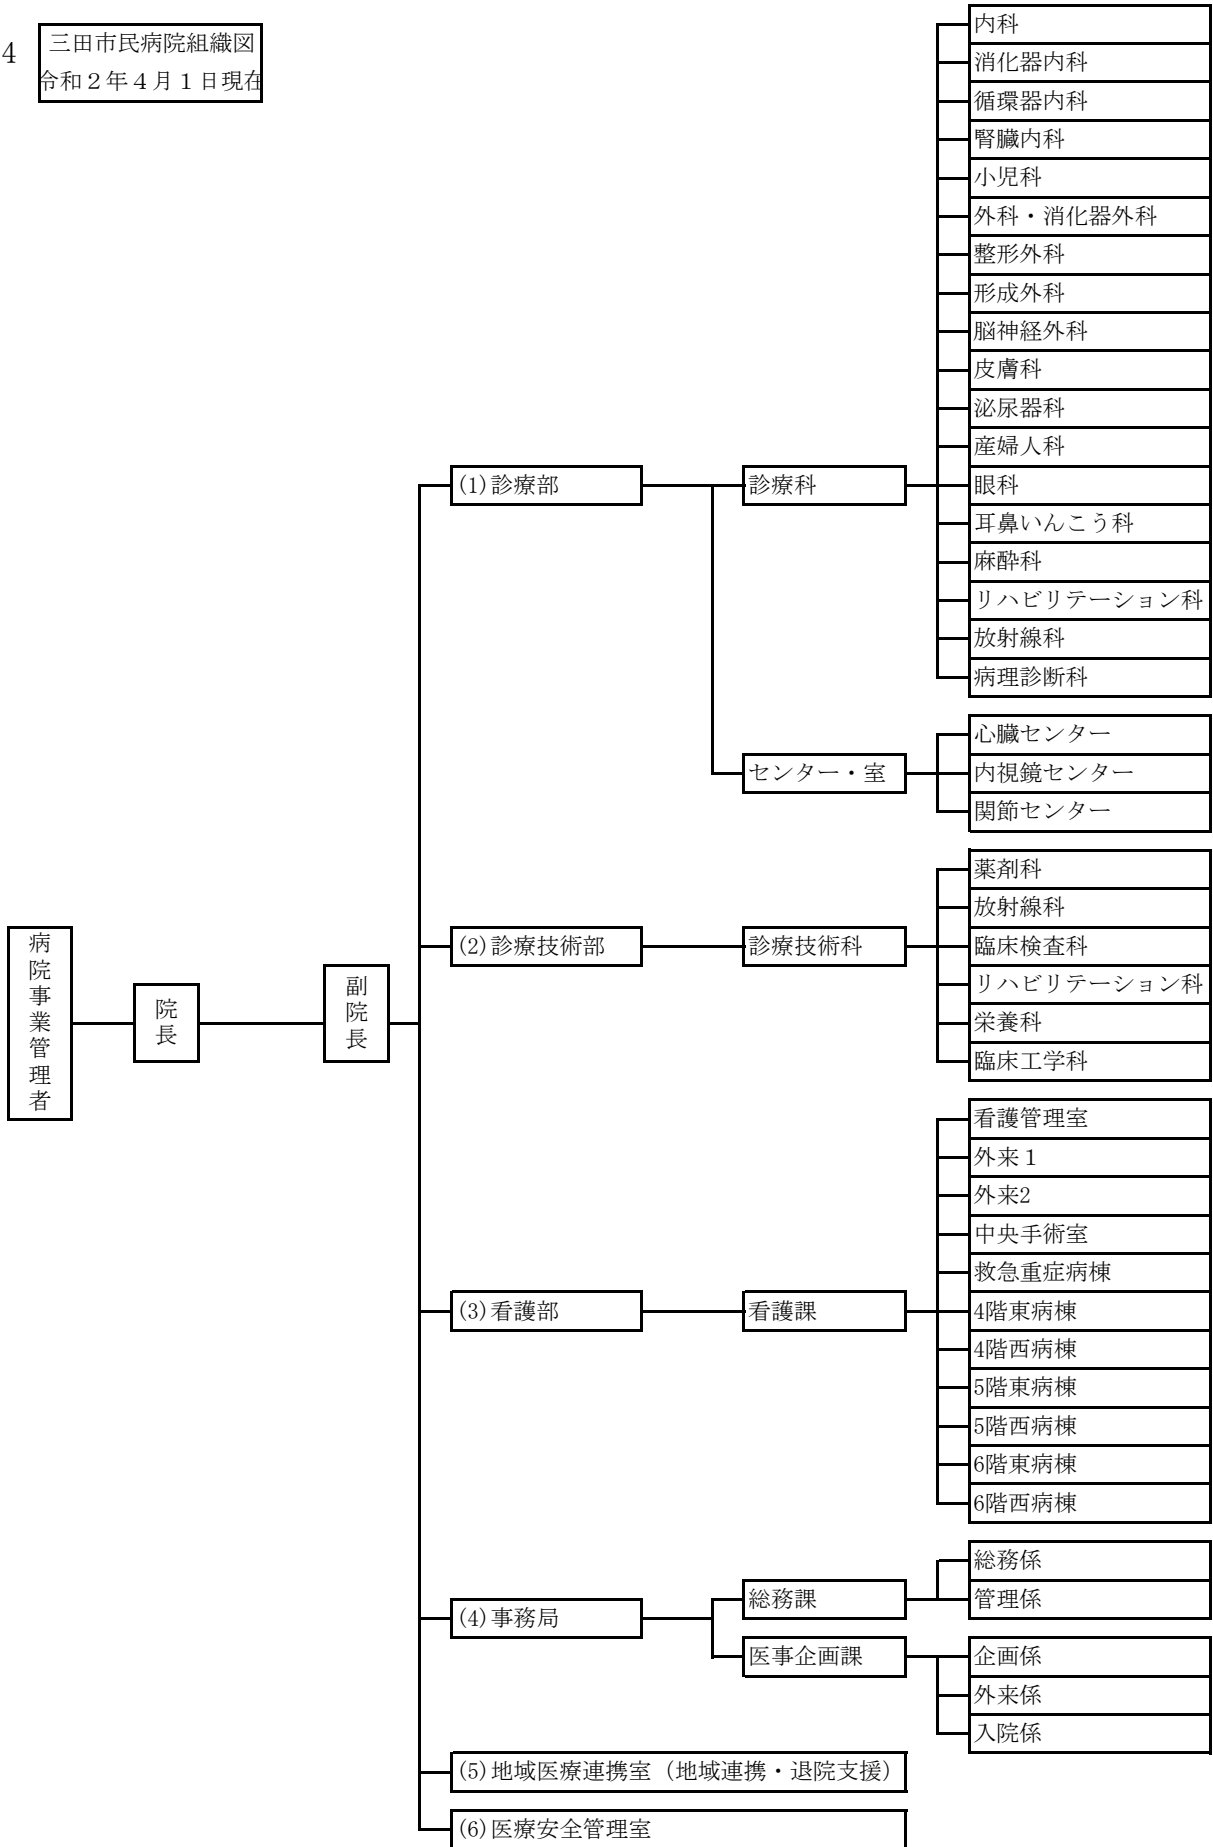 4
三田市民病院組織図
令和２年４月１日現在
内科
消化器内科
循環器内科
腎臓内科
小児科
外科・消化器外科
整形外科
形成外科
脳神経外科
皮膚科
泌尿器科
産婦人科
(1)診療部
診療科
眼科
耳鼻いんこう科
麻酔科
リハビリテーション科
放射線科
病理診断科
心臓センター
センター・室
内視鏡センター
関節センター
薬剤科
放射線科
(2)診療技術部
診療技術科
臨床検査科
リハビリテーション科
栄養科
臨床工学科
病院事業管理者
院長
副院長
看護管理室
外来１
外来2
中央手術室
救急重症病棟
(3)看護部
看護課
4階東病棟
4階西病棟
5階東病棟
5階西病棟
6階東病棟
6階西病棟
総務係
(4)事務局
総務課
管理係
医事企画課
企画係
外来係
入院係
(5)地域医療連携室（地域連携・退院支援）
(6)医療安全管理室